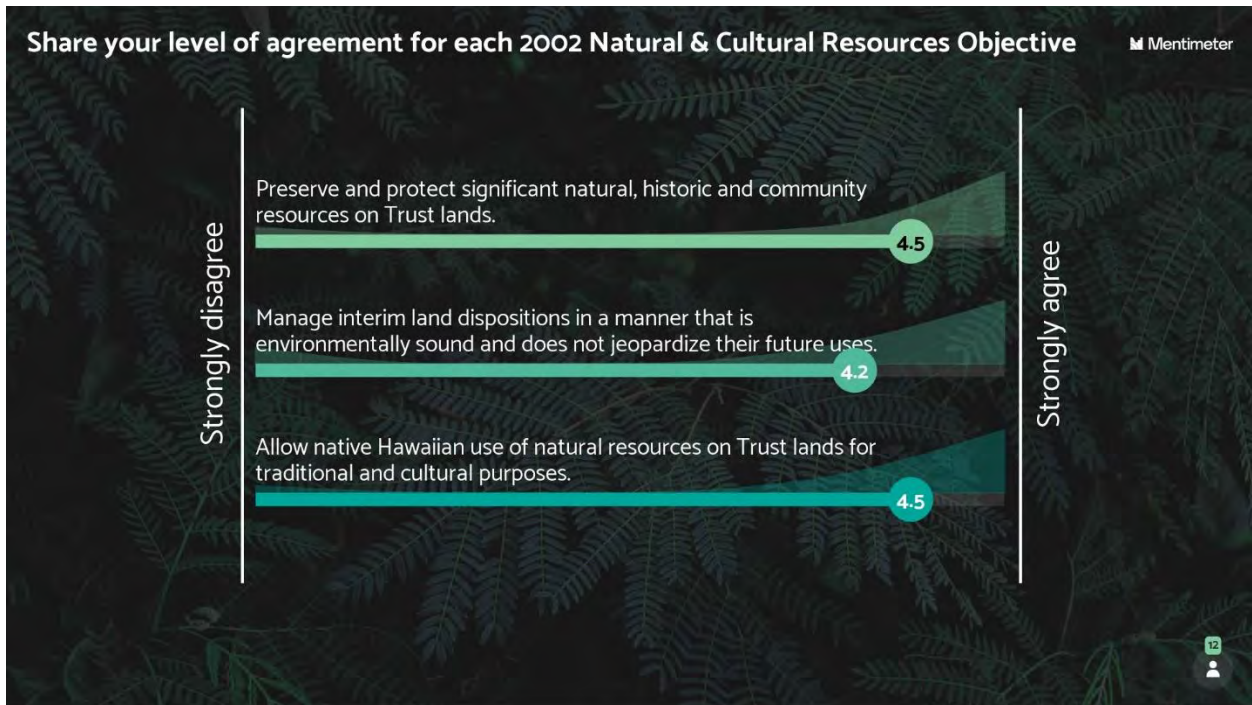 Share your level of agreement for each 2002 Natural & Cultural Resources Objective
Mentimeter
Strongly disagree
Preserve and protect significant natural, historic and community
resources on Trust lands.
4.5
Manage interim land dispositions in a manner that is
environmentally sound and does not jeopardize their future uses.
4.2
Allow native Hawaiian use of natural resources on Trust lands for
traditional and cultural purposes.
4.5
Strongly agree
12